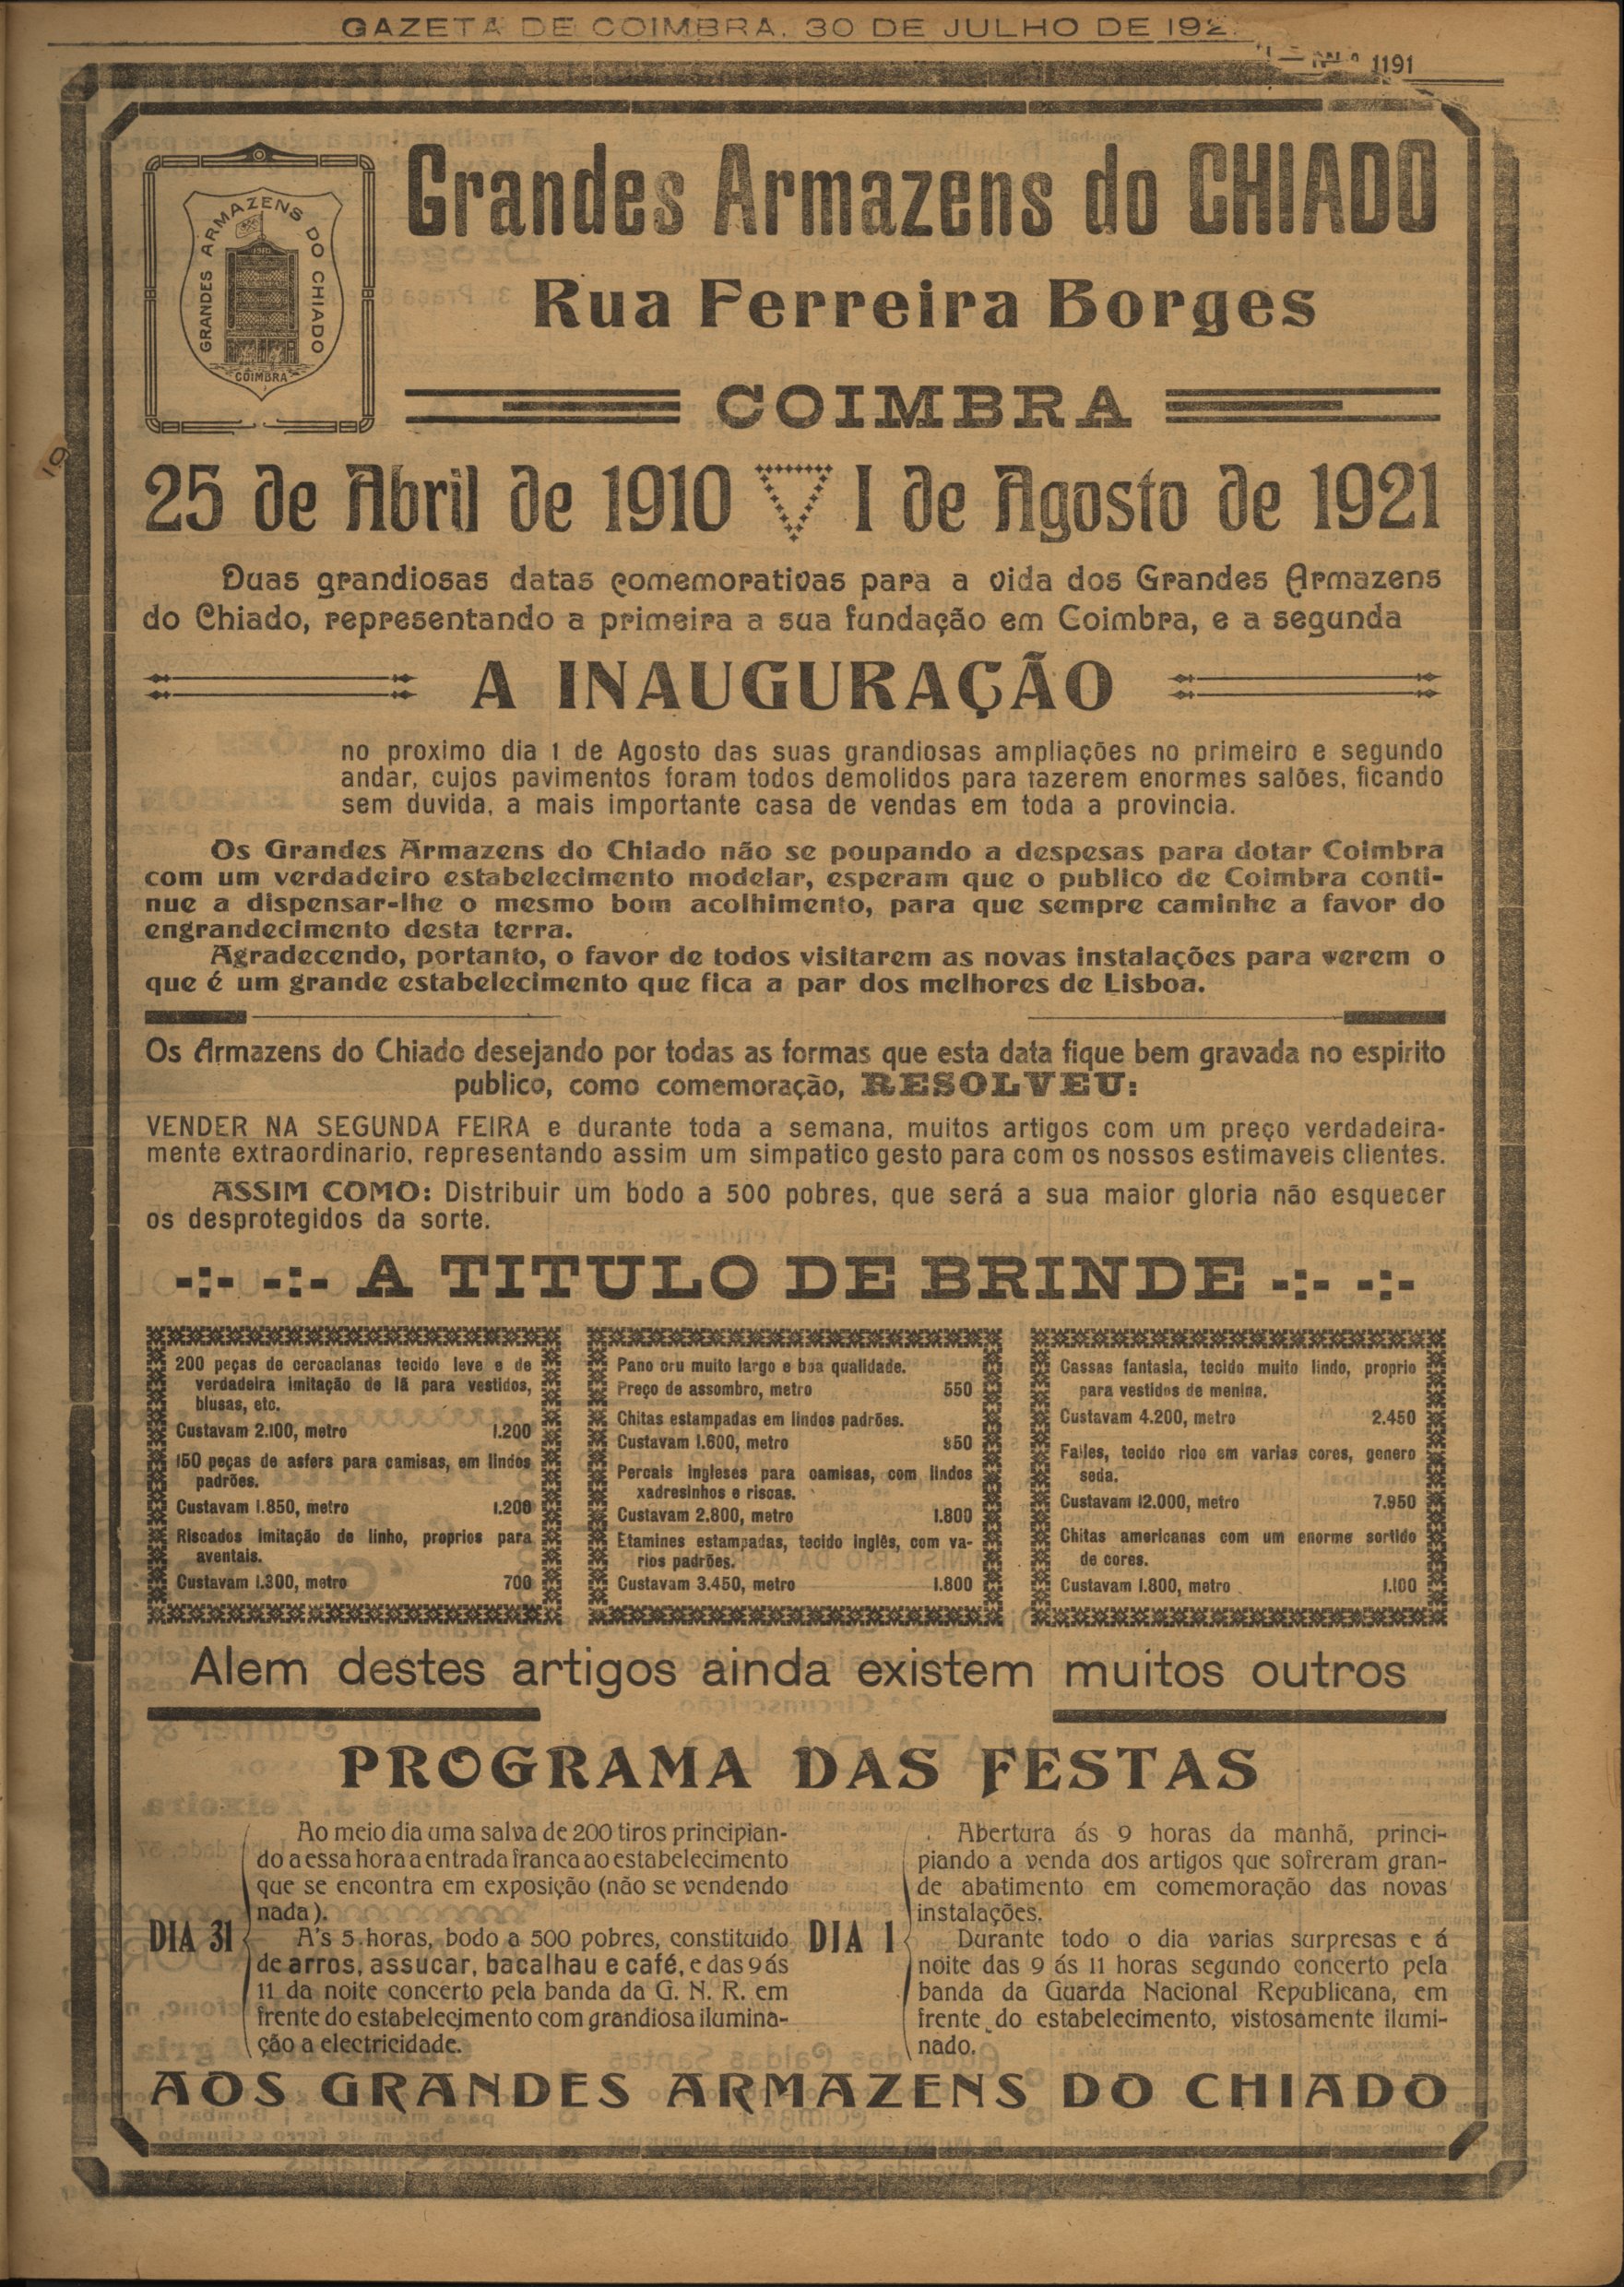 GAZETA DE COIMBRA, 30 DE JULHO DE 192
1191
GRANDES ARMAZENS DO CHIADO
COIMBRA
Grandes Armazens do CHIADO
Rua Ferreira Borges
COIMBRA
25 de Abril de 1910 1 de Agosto de 1921
Duas grandiosas datas comemorativas para a vida dos Grandes Armazens
do Chiado, representando a primeira a sua fundação em Coimbra, e a segunda
A INAUGURAÇÃO
no proximo dia 1 de Agosto das suas grandiosas ampliações no primeiro e segundo
andar, cujos pavimentos foram todos demolidos para fazerem enormes salões, ficando
sem duvida, a mais importante casa de vendas em toda a provincia.
Os Grandes Armazens do Chiado não se poupando a despesas para dotar Coimbra
com um verdadeiro estabelecimento modelar, esperam que o publico de Coimbra conti-
nue a dispensar-lhe o mesmo bom acolhimento, para que sempre caminhe a favor do
engrandecimento desta terra.
Agradecendo, portanto, o favor de todos visitarem as novas instalações para verem o
que é um grande estabelecimento que fica a par dos melhores de Lisboa.
Os Armazens do Chiado desejando por todas as formas que esta data fique bem gravada no espirito
publico, como comemoração, RESOLVEU:
VENDER NA SEGUNDA FEIRA e durante toda a semana, muitos artigos com um preço verdadeira-
mente extraordinario, representando assim um simpatico gesto para com os nossos estimaveis clientes.
ASSIM COMO: Distribuir um bodo a 500 pobres, que será a sua maior gloria não esquecer
os desprotegidos da sorte.
-:- -:- A TITULO DE BRINDE -:- -:-
200 peças de cercacianas tecido leve e de
verdadeira imitação de lã para vestidos,
blusas, etc.
Custavam 2.100, metro 1.200
150 peças de asfers para camisas, em lindos
padrões.
Custavam 1.850, metro 1.200
Riscados imitação de linho, proprios para
aventais.
Custavam 1.300, metro 700
Pano cru muito largo e boa qualidade.
Preço de assombro, metro 550
Chitas estampadas em lindos padrões.
Custavam 1.600, metro 850
Percais ingleses para camisas, com lindos
xadresinhos e riscas.
Custavam 2.800, metro 1.800
Etamines estampadas, tecido inglês, com va-
rios padrões.
Custavam 3.450, metro 1.800
Cassas fantasia, tecido muito lindo, proprio
para vestidos de menina.
Custavam 4.200, metro 2.450
Failes, tecido rico em varias cores, genero
seda.
Custavam 12.000, metro 7.950
Chitas americanas com um enorme sortido
de cores.
Custavam 1.800, metro 1.100
Alem destes artigos ainda existem muitos outros
PROGRAMA DAS FESTAS
DIA 31
Ao meio dia uma salva de 200 tiros principian-
do a essa hora a entrada franca ao estabelecimento
que se encontra em exposição (não se vendendo
nada).
A's 5 horas, bodo a 500 pobres, constituido
de arros, assucar, bacalhau e café, e das 9 ás
11 da noite concerto pela banda da G. N. R. em
frente do estabelecimento com grandiosa ilumina-
ção a electricidade.
DIA 1
Abertura ás 9 horas da manhã, princi-
piando a venda dos artigos que sofreram gran-
de abatimento em comemoração das novas
instalações.
Durante todo o dia varias surpresas e á
noite das 9 ás 11 horas segundo concerto pela
banda da Guarda Nacional Republicana, em
frente do estabelecimento, vistosamente ilumi-
nado.
AOS GRANDES ARMAZENS DO CHIADO